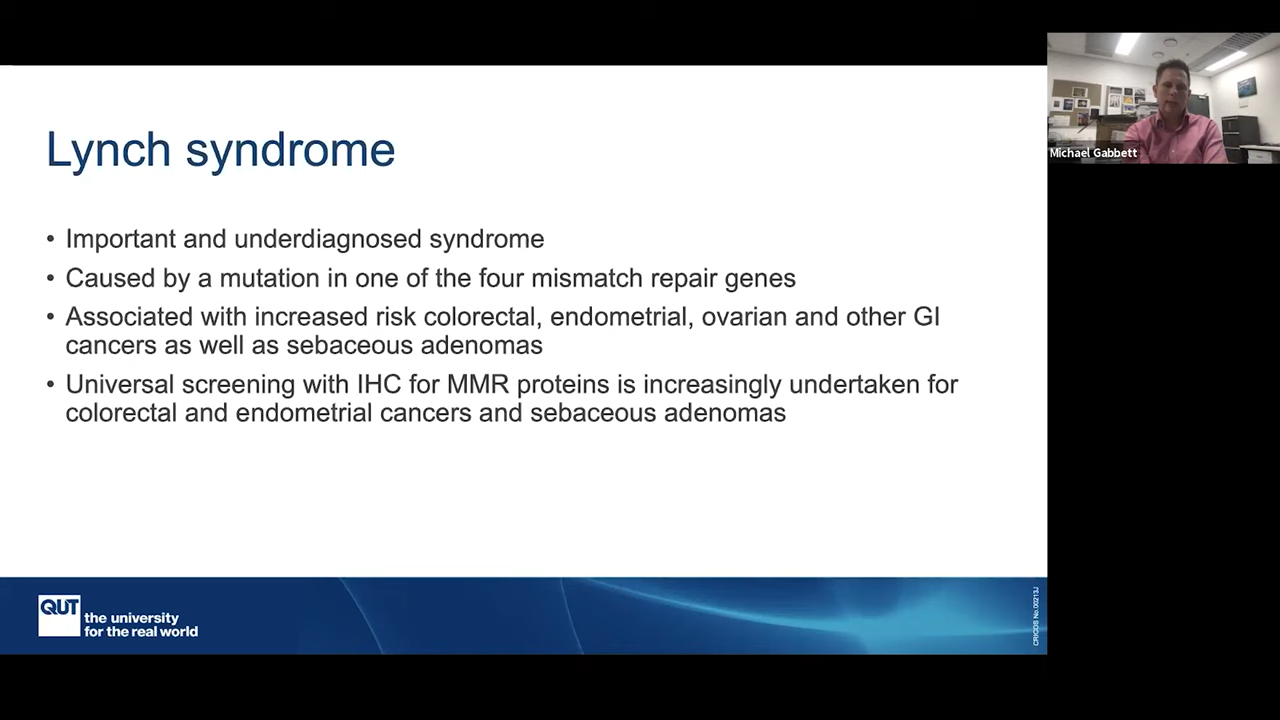 Lynch syndrome
• Important and underdiagnosed syndrome
• Caused by a mutation in one of the four mismatch repair genes
• Associated with increased risk colorectal, endometrial, ovarian and other GI
cancers as well as sebaceous adenomas
• Universal screening with IHC for MMR proteins is increasingly undertaken for
colorectal and endometrial cancers and sebaceous adenomas
QUT
the university
for the real world
CRICOS No.00213J
Michael Gabbett